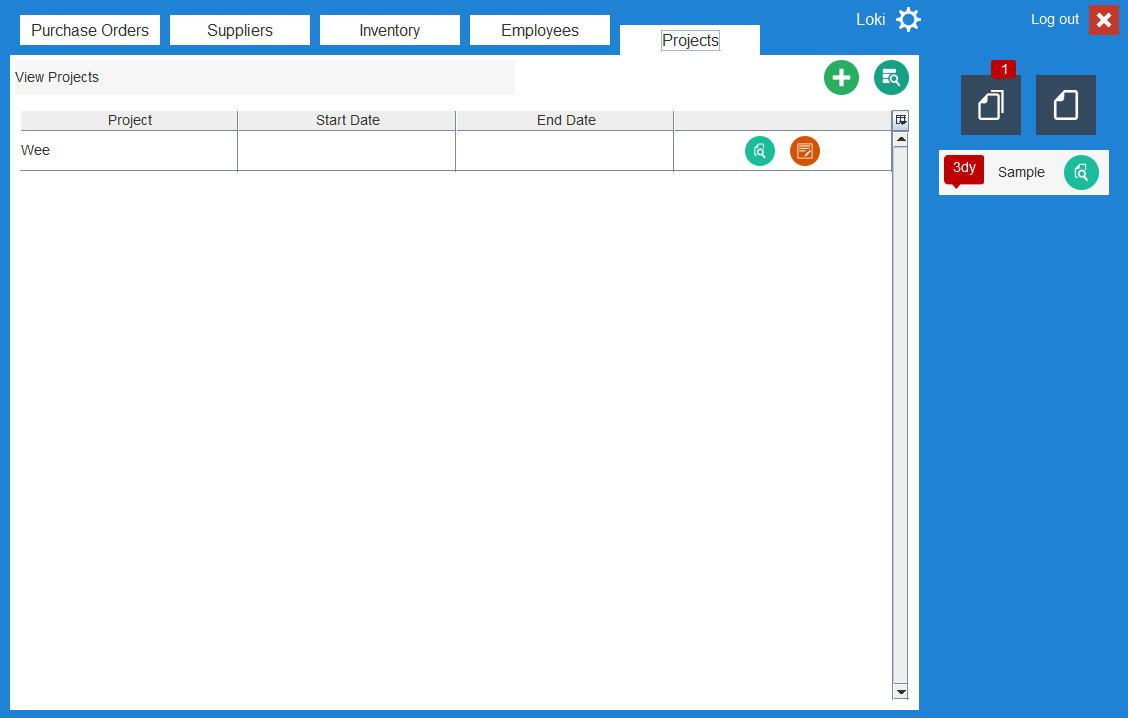 Purchase Orders
Suppliers
Inventory
Employees
Projects
Loki
Log out
View Projects
1
Project
Start Date
End Date
Wee
3dy
Sample